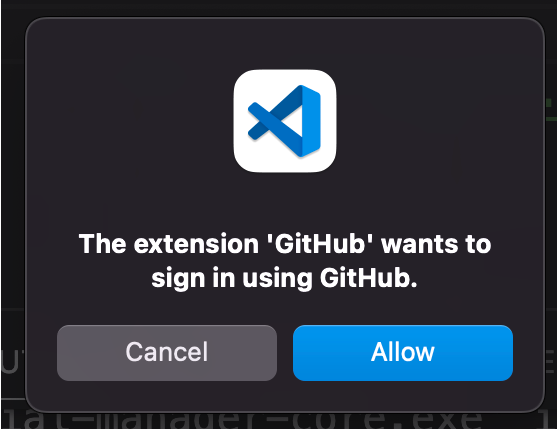 The extension 'GitHub' wants to
sign in using GitHub.
Cancel
Allow